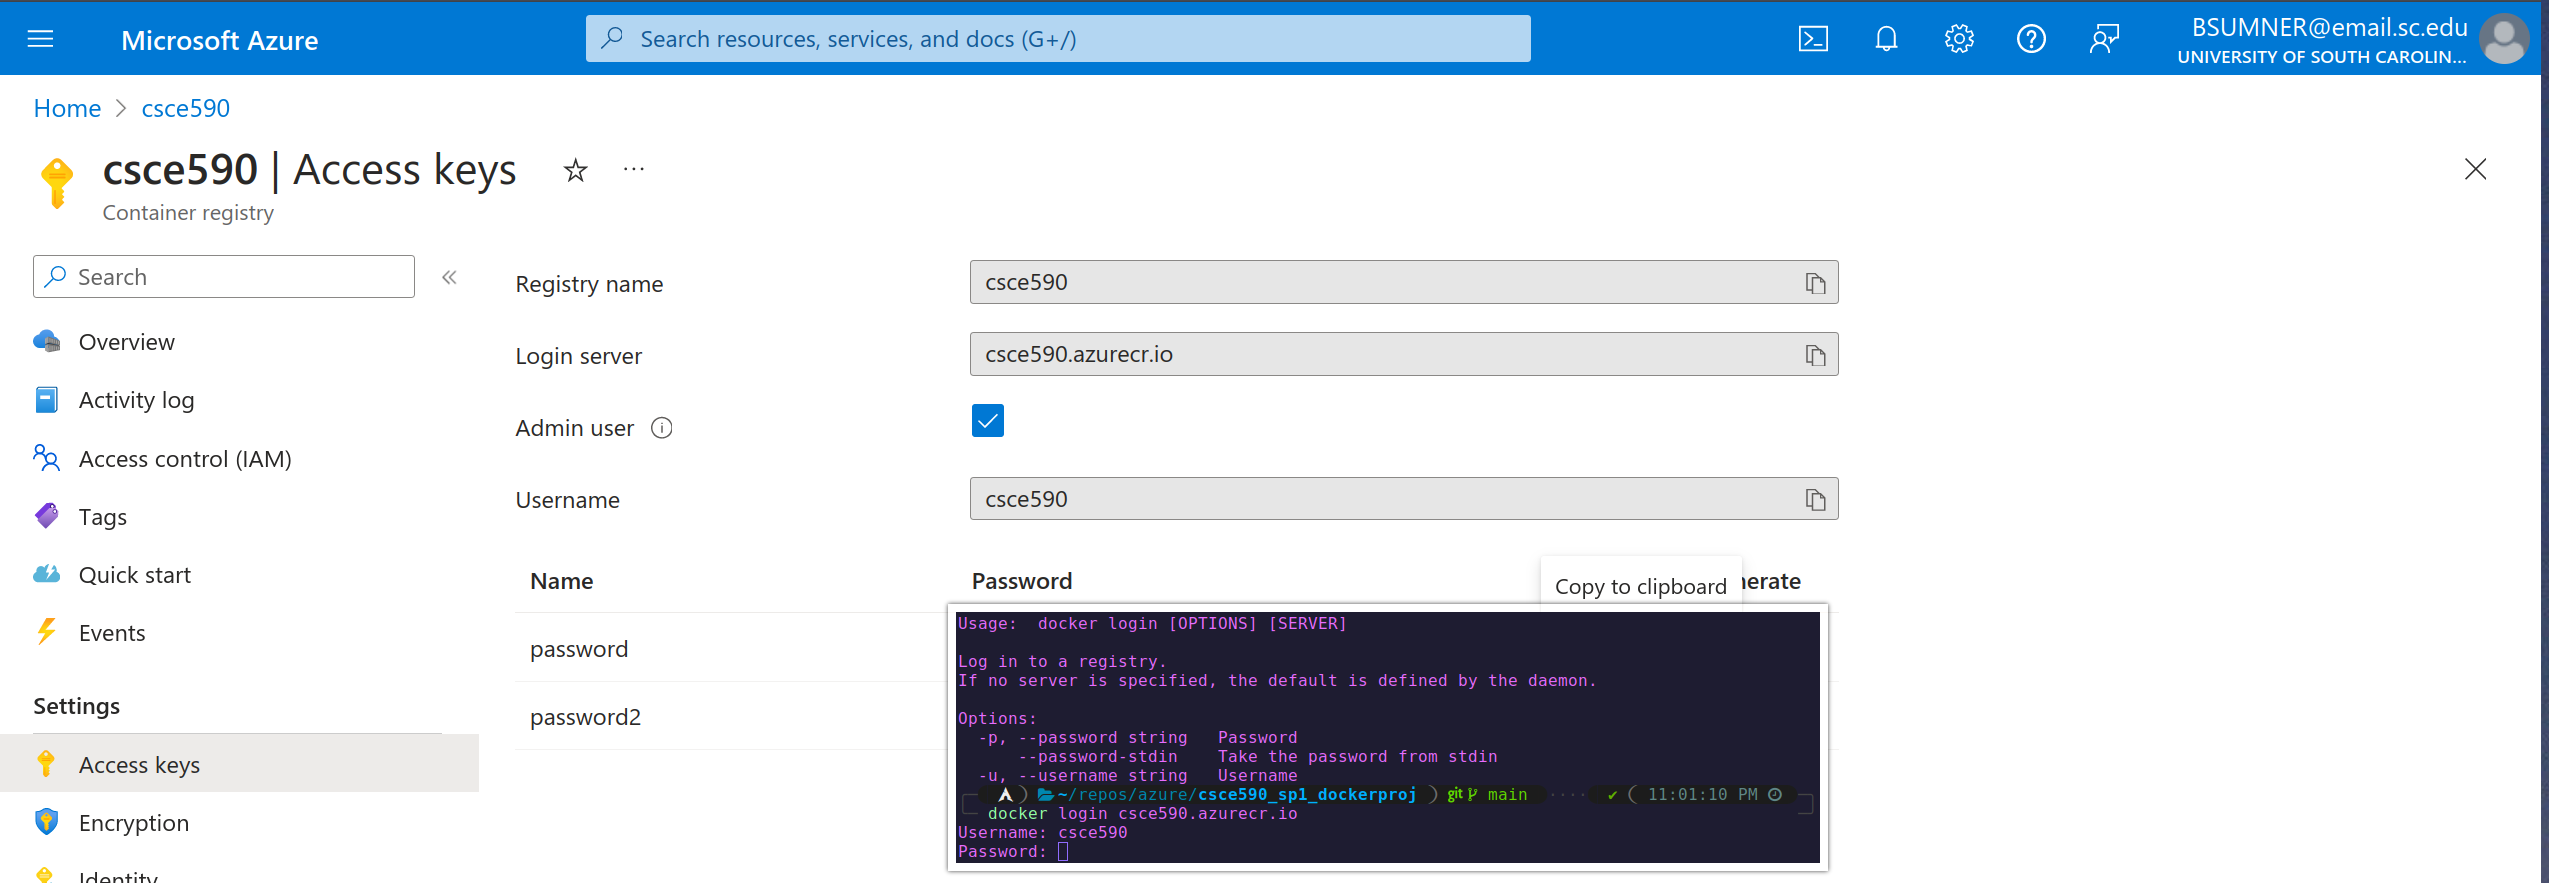 Microsoft Azure
Search resources, services, and docs (G+/)
BSUMNER@email.sc.edu
UNIVERSITY OF SOUTH CAROLIN...
Home > csce590
csce590 | Access keys
Container registry
Search
Overview
Activity log
Access control (IAM)
Tags
Quick start
Events
Settings
Access keys
Encryption
Identity
Registry name
csce590
Login server
csce590.azurecr.io
Admin user
Username
csce590
Name
Password
Copy to clipboard
nerate
password
password2
Usage:  docker login [OPTIONS] [SERVER]
Log in to a registry.
If no server is specified, the default is defined by the daemon.
Options:
-p, --password string   Password
--password-stdin    Take the password from stdin
-u, --username string   Username
~/repos/azure/csce590_sp1_dockerproj ) git main ···· ✔ ( 11:01:10 PM
docker login csce590.azurecr.io
Username: csce590
Password: